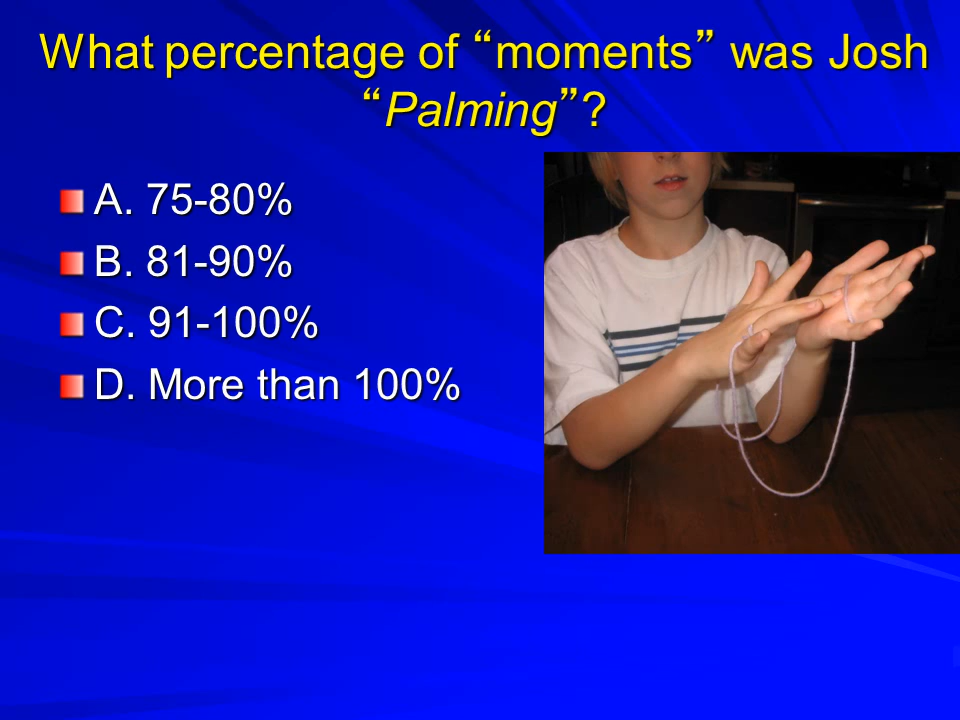 What percentage of “moments” was Josh
“Palming”?
A. 75-80%
B. 81-90%
C. 91-100%
D. More than 100%